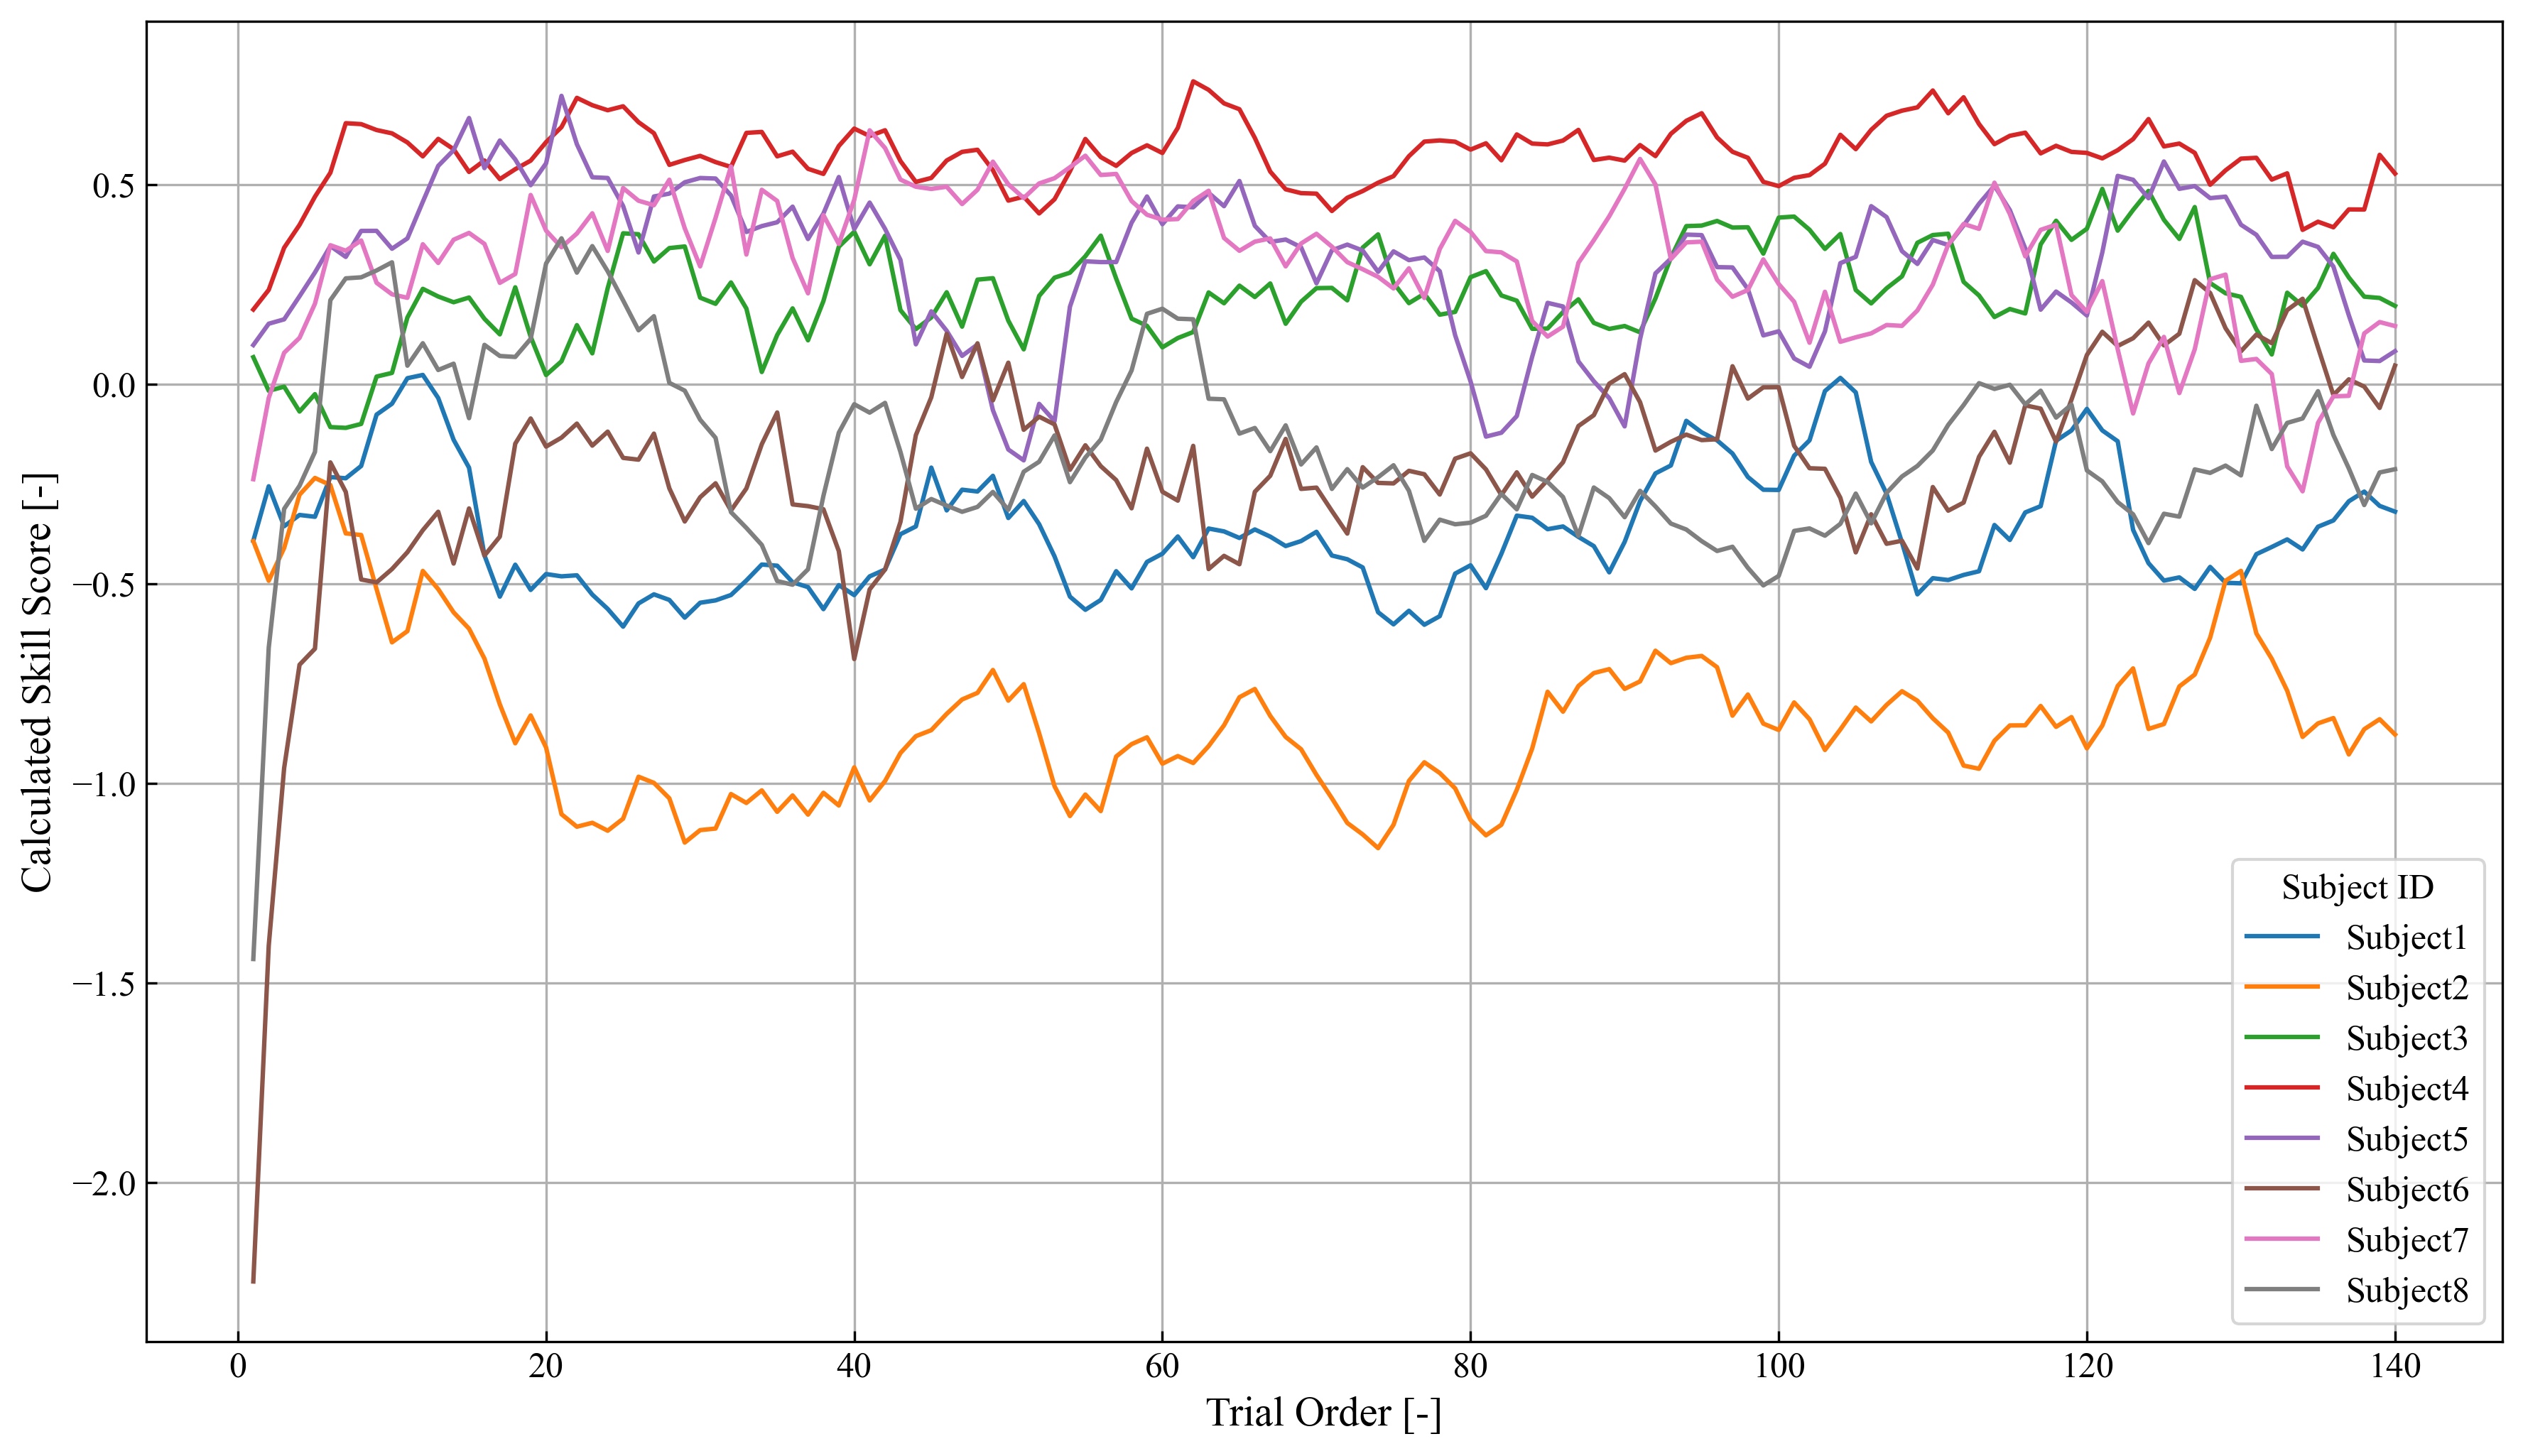 0.5
0.0
−0.5
−1.0
−1.5
−2.0
Calculated Skill Score [-]
0 20 40 60 80 100 120 140
Trial Order [-]
Subject ID
Subject1
Subject2
Subject3
Subject4
Subject5
Subject6
Subject7
Subject8